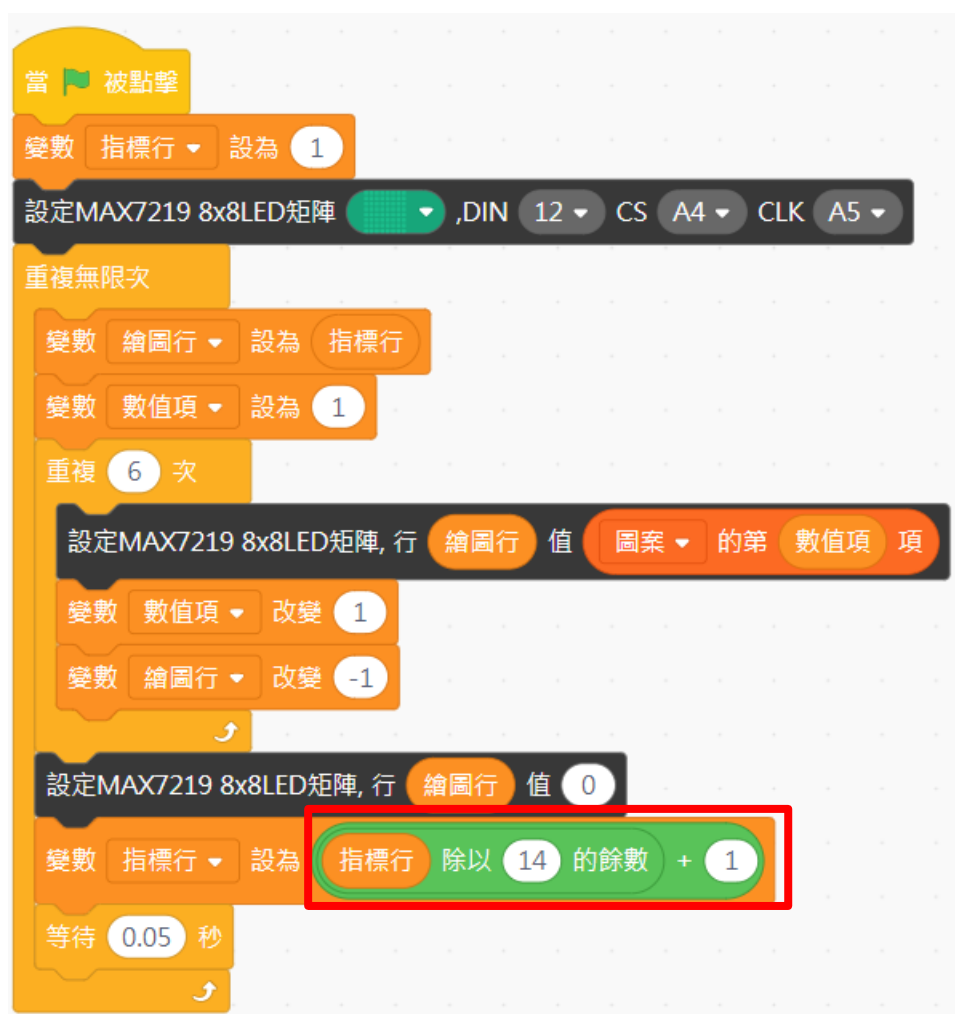 當 被點擊
變數 指標行 設為 1
設定MAX7219 8x8LED矩陣 ,DIN 12 CS A4 CLK A5
重複無限次
變數 繪圖行 設為 指標行
變數 數值項 設為 1
重複 6 次
設定MAX7219 8x8LED矩陣, 行 繪圖行 值 圖案 的第 數值項 項
變數 數值項 改變 1
變數 繪圖行 改變 -1
設定MAX7219 8x8LED矩陣, 行 繪圖行 值 0
變數 指標行 設為 指標行 除以 14 的餘數 + 1
等待 0.05 秒